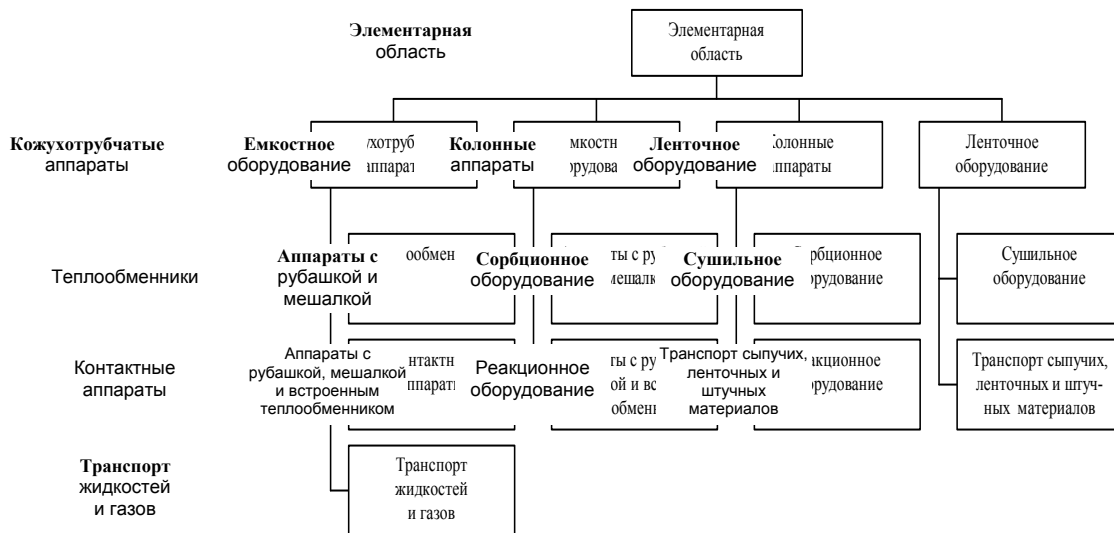 Элементарная
область
Элементарная
область
Кожухотрубчатые
аппараты
Емкостное
оборудование
Колонные
аппараты
Ленточное
оборудование
Ленточное
оборудование
Теплообменники
Аппараты с
рубашкой и
мешалкой
Сорбционное
оборудование
Сушильное
оборудование
Сушильное
оборудование
Контактные
аппараты
Аппараты с
рубашкой, мешалкой
и встроенным
теплообменником
Реакционное
оборудование
Транспорт сыпучих,
ленточных и
штучных
материалов
Транспорт сыпучих,
ленточных и штуч-
ных материалов
Транспорт
жидкостей
и газов
Транспорт
жидкостей
и газов